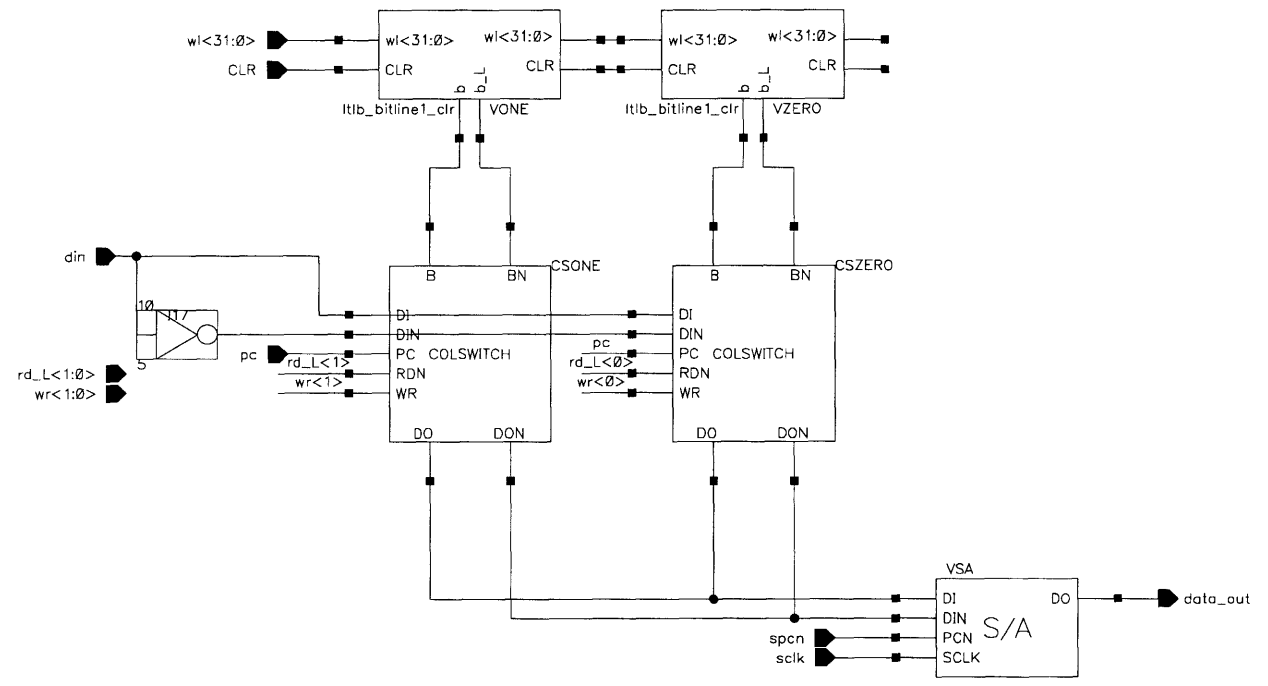 wl<31:0> wl<31:0> wl<31:0> wl<31:0> wl<31:0>
CLR CLR CLR CLR CLR
b b_L b b_L
ltlb_bitline1_clr VONE ltlb_bitline1_clr VZERO
din
CSONE CSZERO
B BN B BN
10
DI DI
DIN DIN
5
pc PC COLSWITCH pc PC COLSWITCH
rd_L<1:0> rd_L<1> RDN rd_L<0> RDN
wr<1:0> wr<1> WR wr<0> WR
DO DON DO DON
VSA
DI DO data_out
DIN S/A
spcn PCN
sclk SCLK